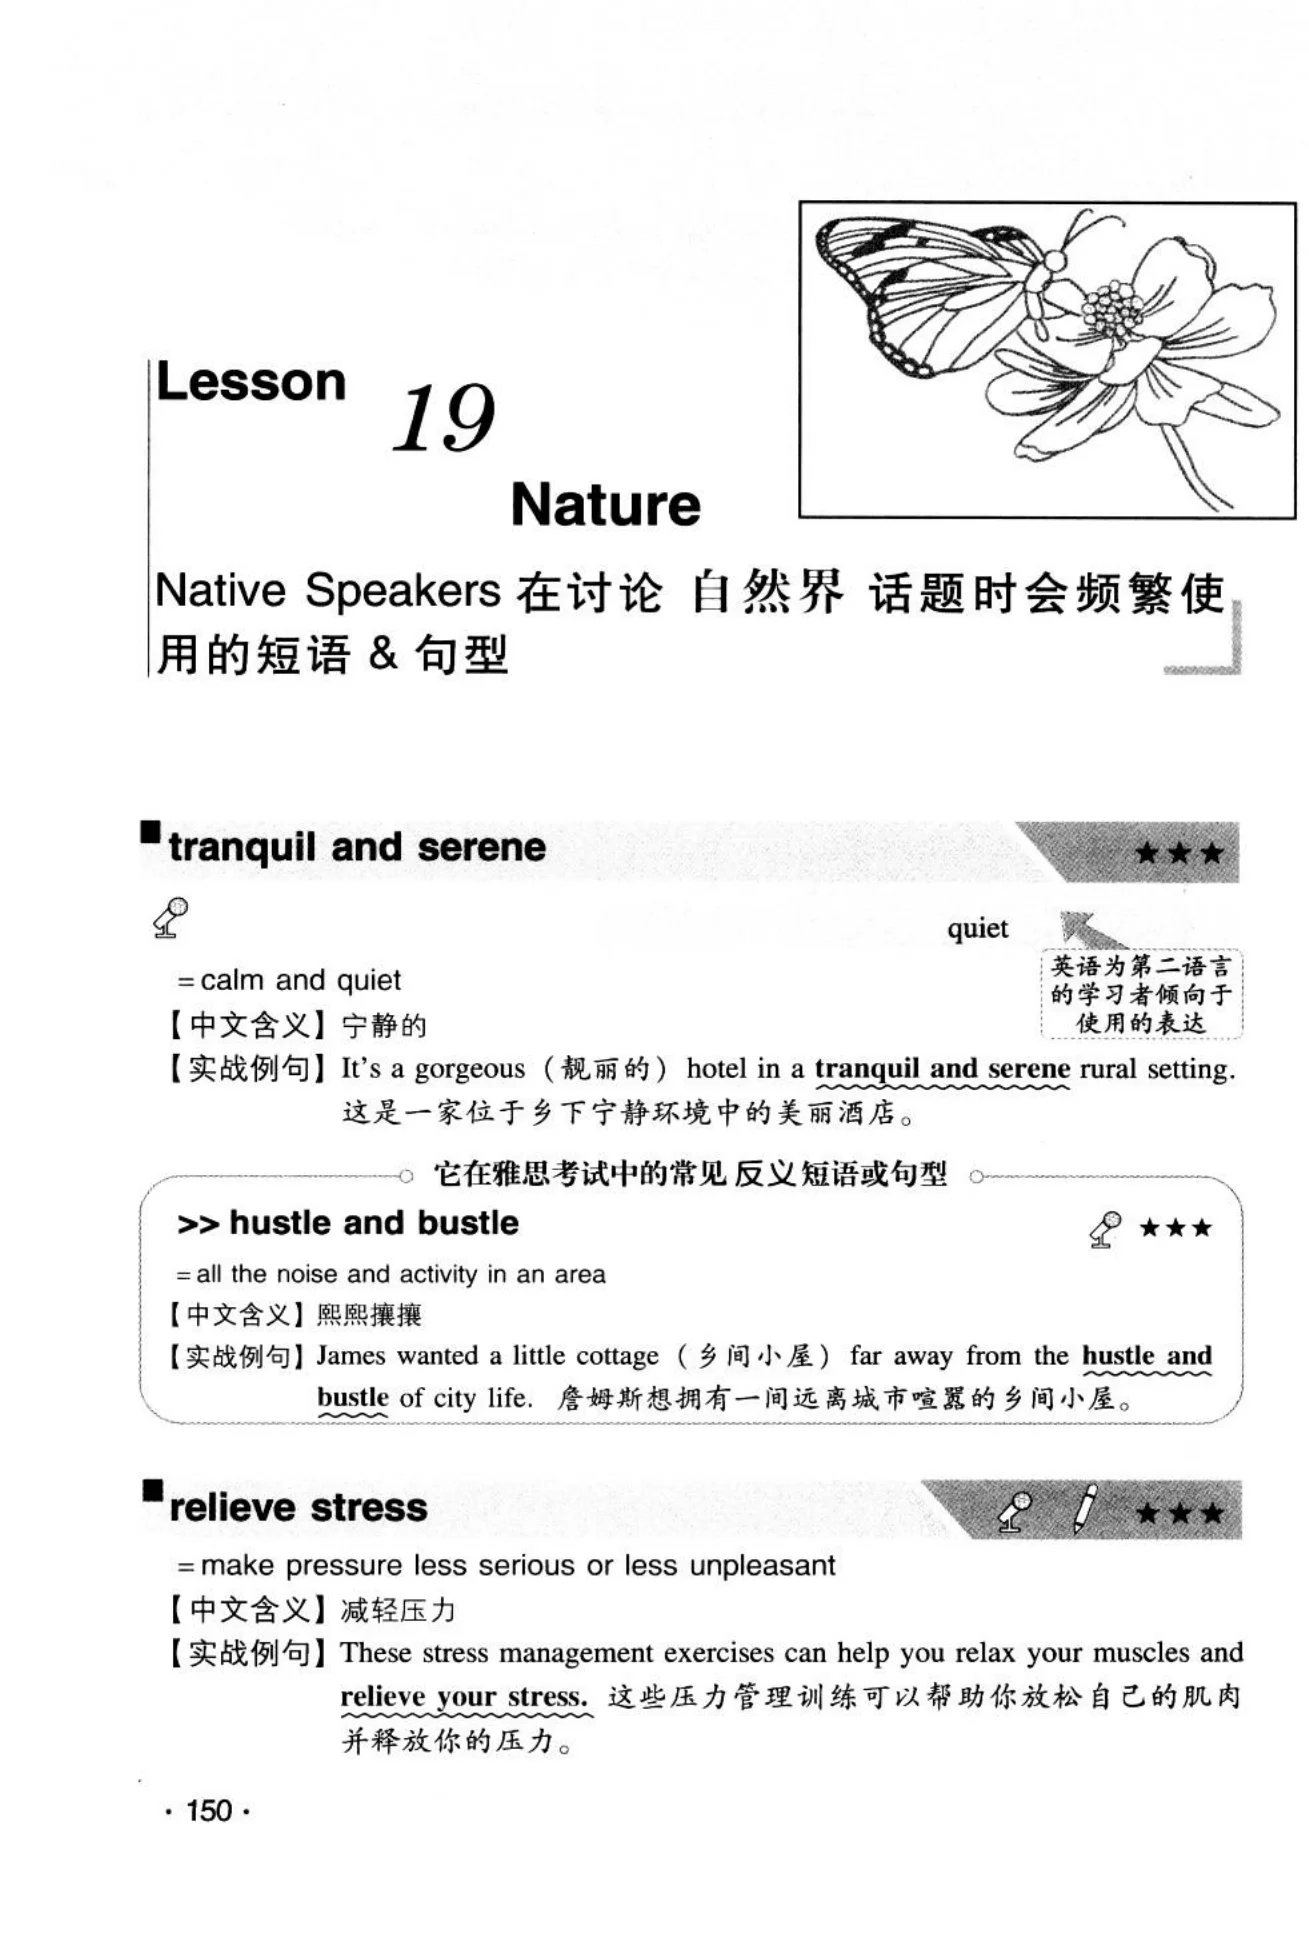 Lesson 19
Nature
Native Speakers 在讨论 自然界 话题时会频繁使
用的短语 & 句型
tranquil and serene ★★★
quiet
英语为第二语言
的学习者倾向于
使用的表达
=calm and quiet
【中文含义】宁静的
【实战例句】It's a gorgeous（靓丽的）hotel in a tranquil and serene rural setting.
这是一家位于乡下宁静环境中的美丽酒店。
它在雅思考试中的常见反义短语或句型
>> hustle and bustle ★★★
=all the noise and activity in an area
【中文含义】熙熙攘攘
【实战例句】James wanted a little cottage（乡间小屋）far away from the hustle and
bustle of city life. 詹姆斯想拥有一间远离城市喧嚣的乡间小屋。
relieve stress ★★★
=make pressure less serious or less unpleasant
【中文含义】减轻压力
【实战例句】These stress management exercises can help you relax your muscles and
relieve your stress. 这些压力管理训练可以帮助你放松自己的肌肉
并释放你的压力。
· 150 ·